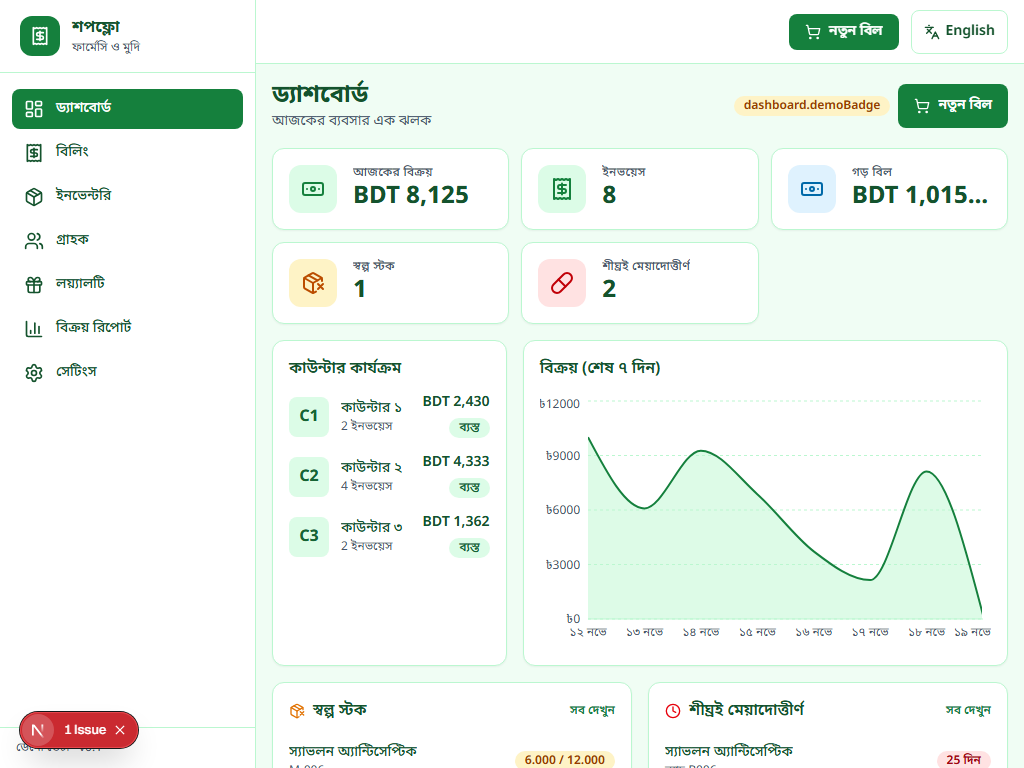 শপফ্লো
ফার্মেসি ও মুদি
নতুন বিল
English
ড্যাশবোর্ড
বিলিং
ইনভেন্টরি
গ্রাহক
লয়্যালটি
বিক্রয় রিপোর্ট
সেটিংস
1 Issue
ড্যাশবোর্ড
আজকের ব্যবসার এক ঝলক
dashboard.demoBadge
নতুন বিল
আজকের বিক্রয়
BDT 8,125
ইনভয়েস
8
গড় বিল
BDT 1,015...
স্বল্প স্টক
1
শীঘ্রই মেয়াদোত্তীর্ণ
2
কাউন্টার কার্যক্রম
C1
কাউন্টার ১
2 ইনভয়েস
BDT 2,430
ব্যস্ত
C2
কাউন্টার ২
4 ইনভয়েস
BDT 4,333
ব্যস্ত
C3
কাউন্টার ৩
2 ইনভয়েস
BDT 1,362
ব্যস্ত
বিক্রয় (শেষ ৭ দিন)
৳12000
৳9000
৳6000
৳3000
৳0
১২ নভে ১৩ নভে ১৪ নভে ১৫ নভে ১৬ নভে ১৭ নভে ১৮ নভে ১৯ নভে
স্বল্প স্টক
সব দেখুন
স্যাভলন অ্যান্টিসেপ্টিক
6.000 / 12.000
শীঘ্রই মেয়াদোত্তীর্ণ
সব দেখুন
স্যাভলন অ্যান্টিসেপ্টিক
25 দিন